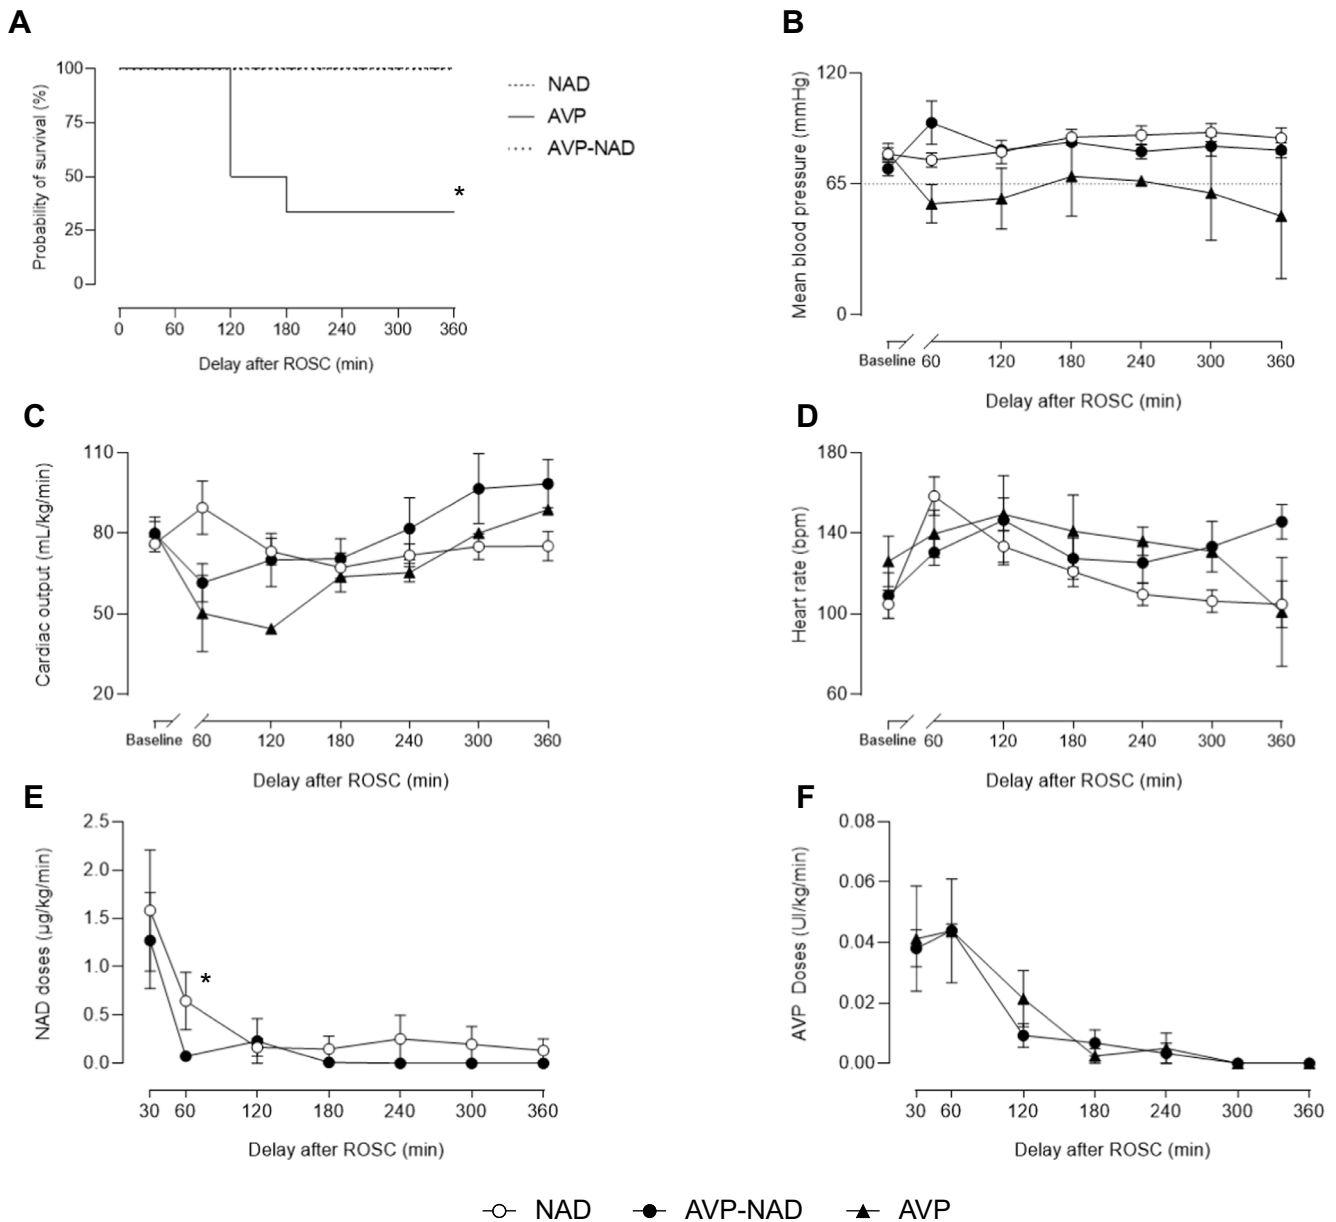 A
Probability of survival (%)
100
75
50
25
0
NAD
AVP
AVP-NAD
*
0 60 120 180 240 300 360
Delay after ROSC (min)
B
Mean blood pressure (mmHg)
120
65
0
Baseline 60 120 180 240 300 360
Delay after ROSC (min)
C
Cardiac output (mL/kg/min)
110
80
50
20
Baseline 60 120 180 240 300 360
Delay after ROSC (min)
D
Heart rate (bpm)
180
140
100
60
Baseline 60 120 180 240 300 360
Delay after ROSC (min)
E
NAD doses (µg/kg/min)
2.5
2.0
1.5
1.0
0.5
0.0
*
30 60 120 180 240 300 360
Delay after ROSC (min)
F
AVP Doses (UI/kg/min)
0.08
0.06
0.04
0.02
0.00
30 60 120 180 240 300 360
Delay after ROSC (min)
NAD AVP-NAD AVP